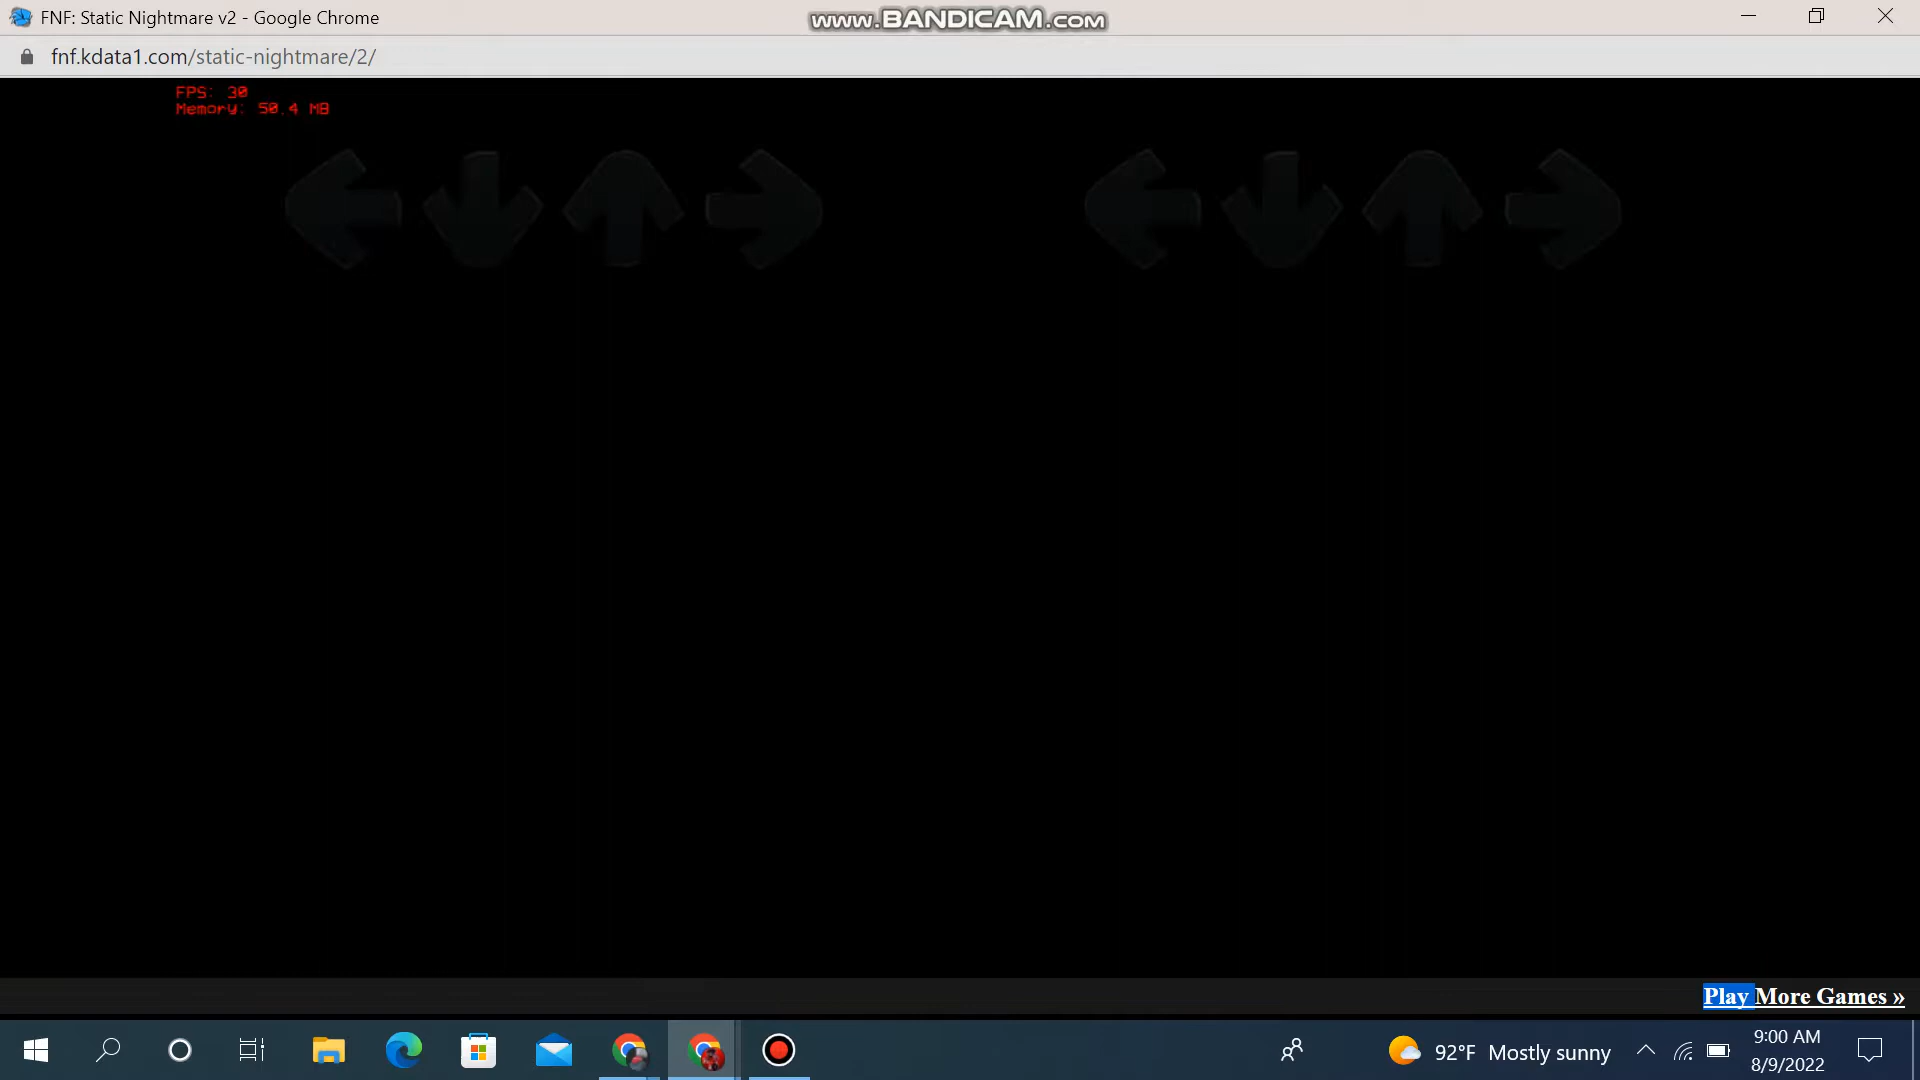 FNF: Static Nightmare v2 - Google Chrome
www.BANDICAM.com
fnf.kdata1.com/static-nightmare/2/
FPS: 30
Memory: 50.4 MB
Play More Games »
92°F Mostly sunny
9:00 AM
8/9/2022